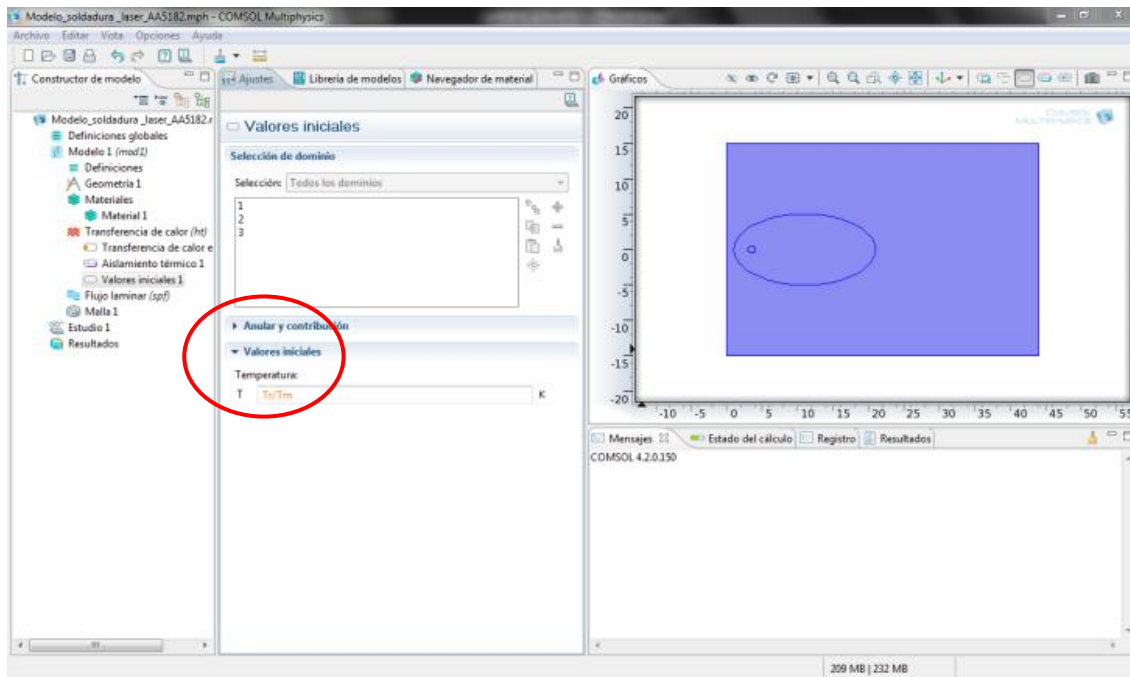 Modelo_soldadura _laser_AA5182.mph - COMSOL Multiphysics
Archivo Editar Vista Opciones Ayuda
Constructor de modelo
Modelo_soldadura _laser_AA5182.r
Definiciones globales
Modelo 1 (mod1)
Definiciones
Geometría 1
Materiales
Material 1
Transferencia de calor (ht)
Transferencia de calor e
Aislamiento térmico 1
Valores iniciales 1
Flujo laminar (spf)
Malla 1
Estudio 1
Resultados
Ajustes Librería de modelos Navegador de material
Valores iniciales
Selección de dominio
Selección: Todos los dominios
1
2
3
Anular y contribución
Valores iniciales
Temperatura:
T Tr/Tm K
Gráficos
COMSOL
MULTIPHYSICS
20
15
10
5
0
-5
-10
-15
-20
-10 -5 0 5 10 15 20 25 30 35 40 45 50 55
Mensajes Estado del cálculo Registro Resultados
COMSOL 4.2.0.150
209 MB | 232 MB